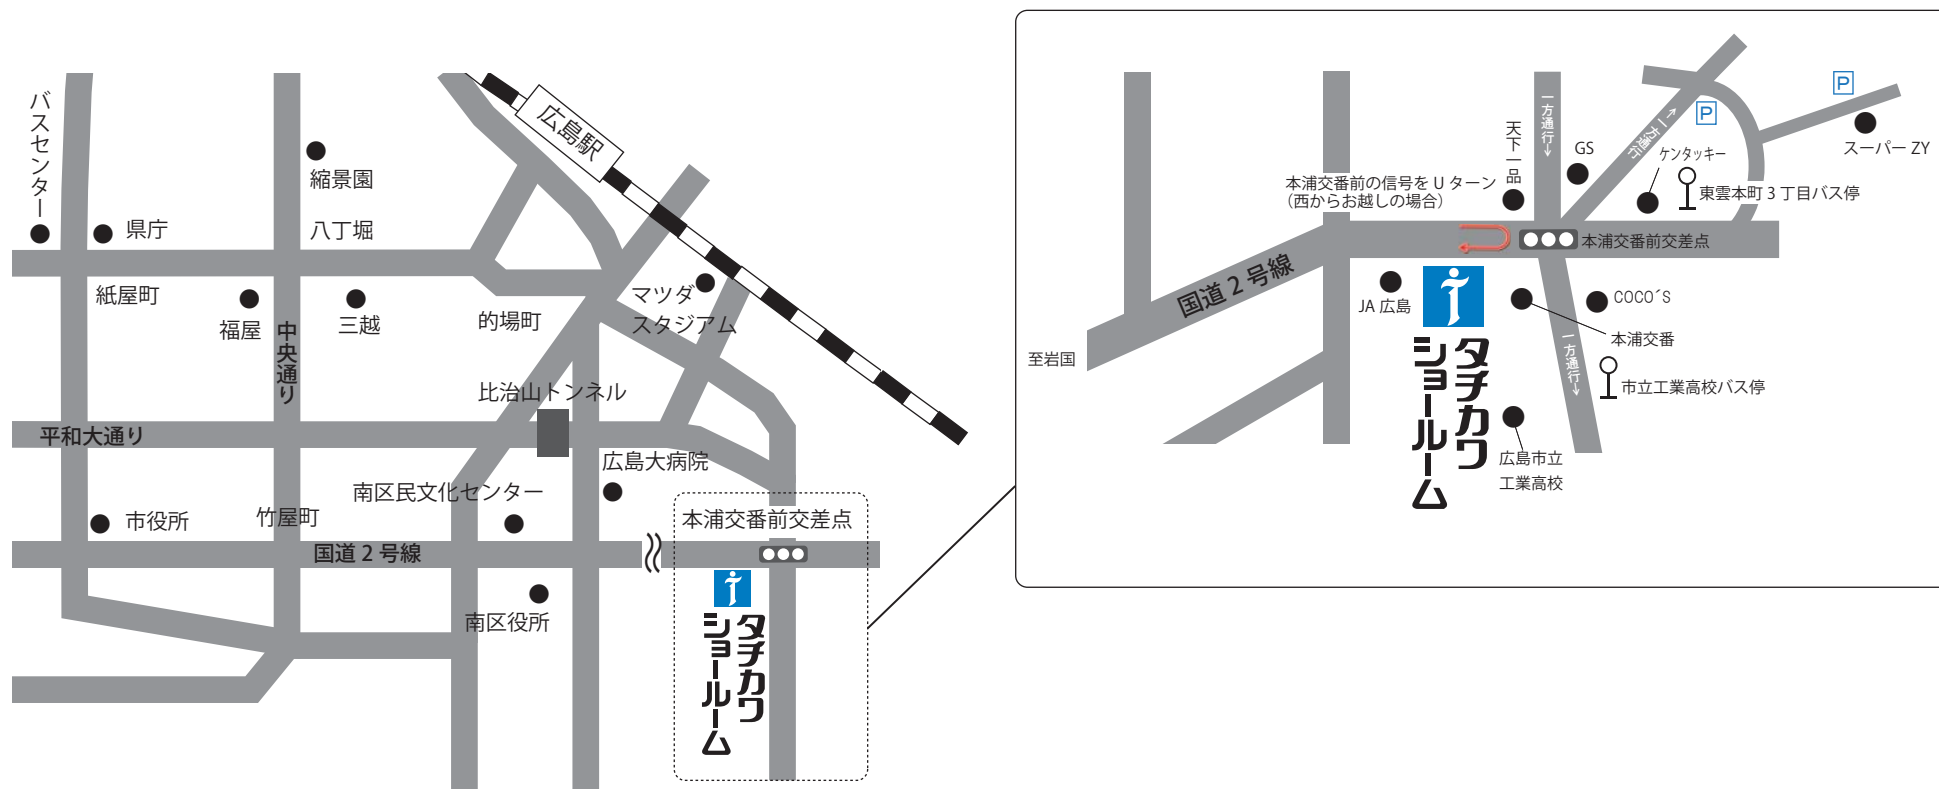 バスセンター
広島駅
縮景園
県庁
八丁堀
紙屋町
福屋
三越
中央通り
的場町
マツダ
スタジアム
比治山トンネル
平和大通り
広島大病院
南区民文化センター
市役所
竹屋町
本浦交番前交差点
国道2号線
南区役所
タチカワ
ショールーム
一方通行→
←一方通行
P
P
天下一品
GS
ケンタッキー
スーパー ZY
本浦交番前の信号を U ターン
(西からお越しの場合)
東雲本町 3 丁目バス停
本浦交番前交差点
国道2号線
JA 広島
COCO´S
本浦交番
至岩国
一方通行→
市立工業高校バス停
タチカワ
ショールーム
広島市立
工業高校